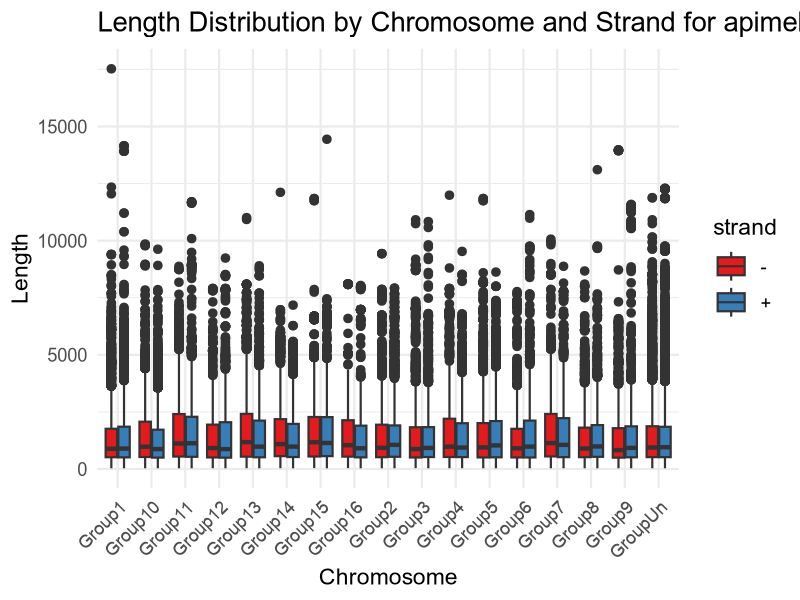 Length Distribution by Chromosome and Strand for apimel
15000
10000
5000
0
Length
Group1
Group10
Group11
Group12
Group13
Group14
Group15
Group16
Group2
Group3
Group4
Group5
Group6
Group7
Group8
Group9
GroupUn
Chromosome
strand
-
+